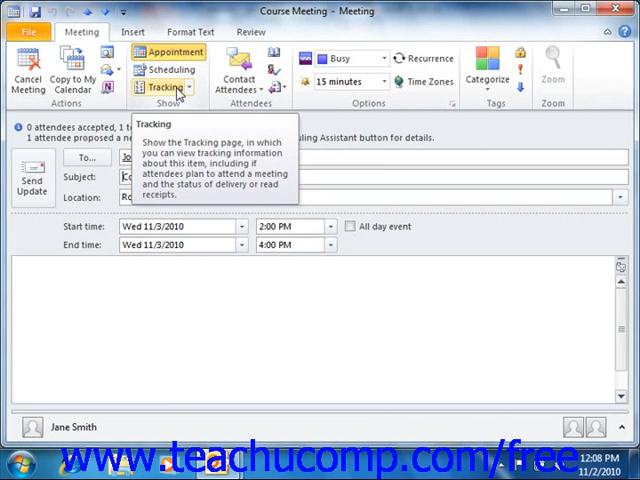 Course Meeting - Meeting
File Meeting Insert Format Text Review
Cancel Meeting
Copy to My Calendar
Actions
Appointment
Scheduling
Tracking
Show
Contact Attendees
Attendees
Busy
Recurrence
15 minutes
Time Zones
Options
Categorize
Tags
Zoom
Zoom
0 attendees accepted, 1 t
1 attendee proposed a ne
ling Assistant button for details.
Tracking
Show the Tracking page, in which
you can view tracking information
about this item, including if
attendees plan to attend a meeting
and the status of delivery or read
receipts.
Send Update
To...
Subject:
Location: Ro
Start time: Wed 11/3/2010 2:00 PM All day event
End time: Wed 11/3/2010 4:00 PM
Jane Smith
www.teachucomp.com/free
12:08 PM
11/2/2010